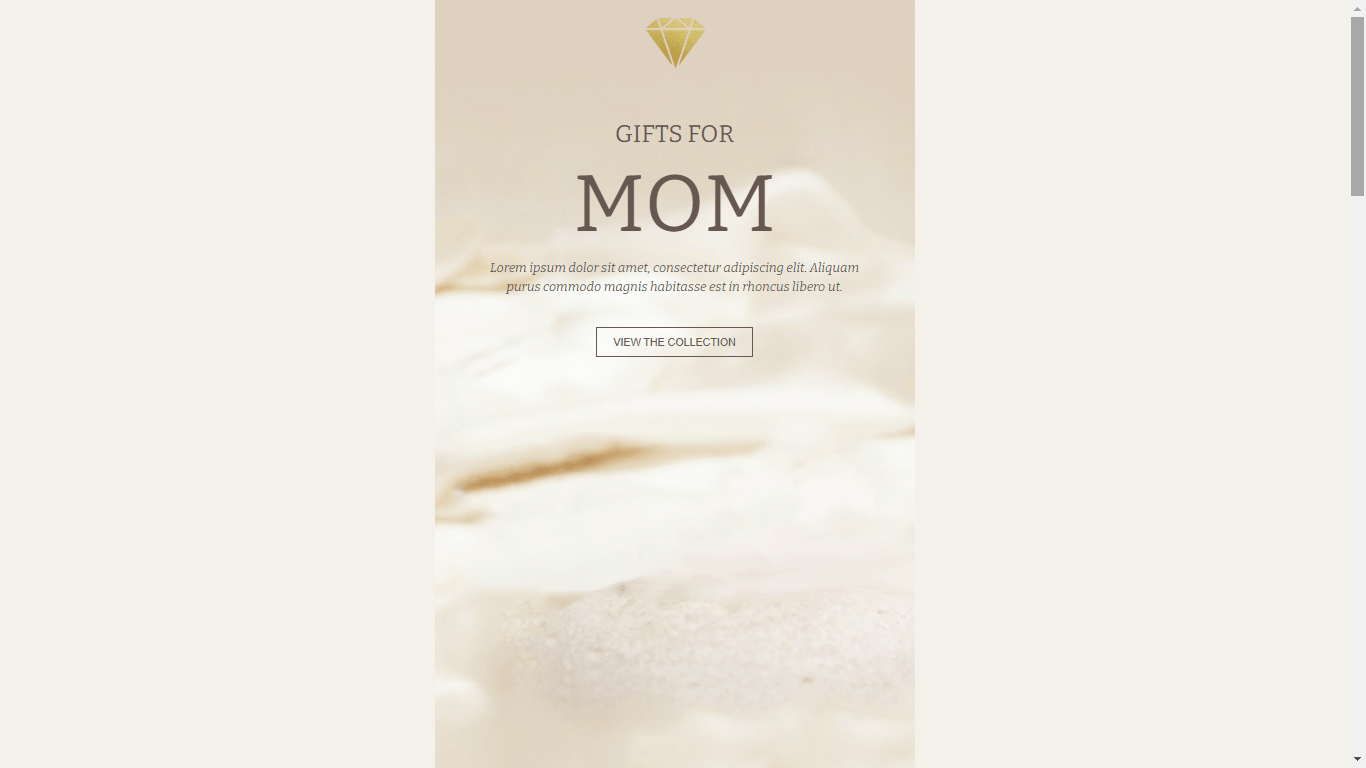 GIFTS FOR
MOM
Lorem ipsum dolor sit amet, consectetur adipiscing elit. Aliquam
purus commodo magnis habitasse est in rhoncus libero ut.
VIEW THE COLLECTION